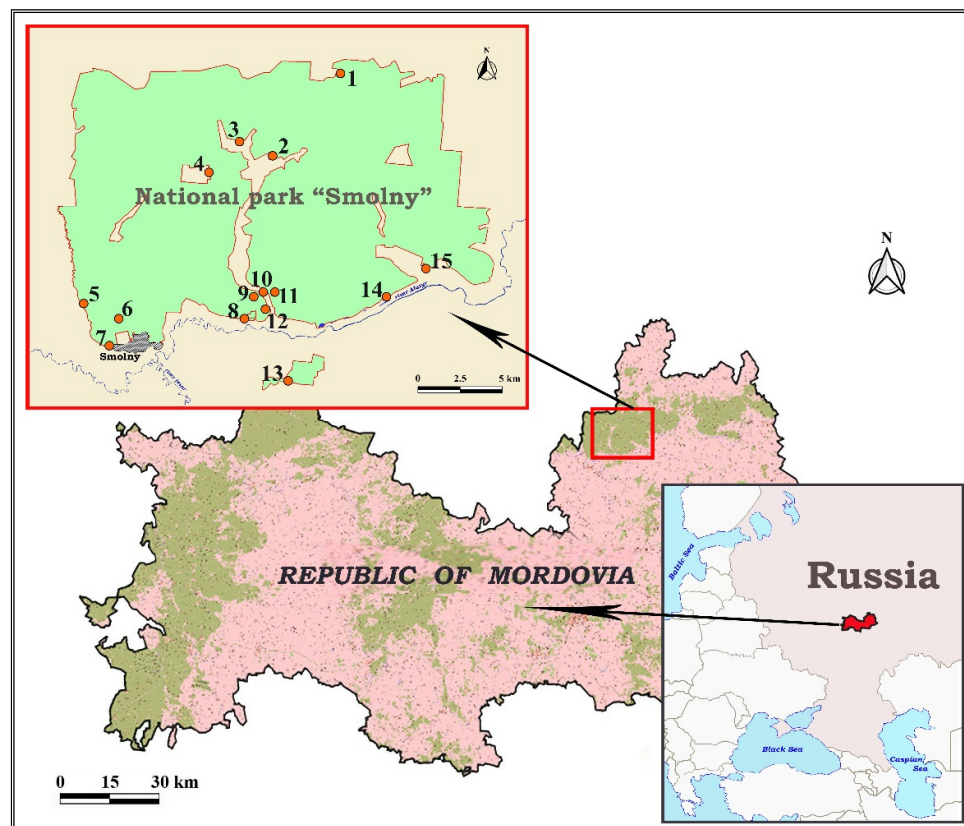 N
1
3
2
4
National park “Smolny”
15
5
10
9
11
14
river Alatyr
6
8
12
7
Smolny
13
0 2.5 5 km
N
REPUBLIC OF MORDOVIA
0 15 30 km
Baltic Sea
Russia
Black Sea
Caspian
Sea